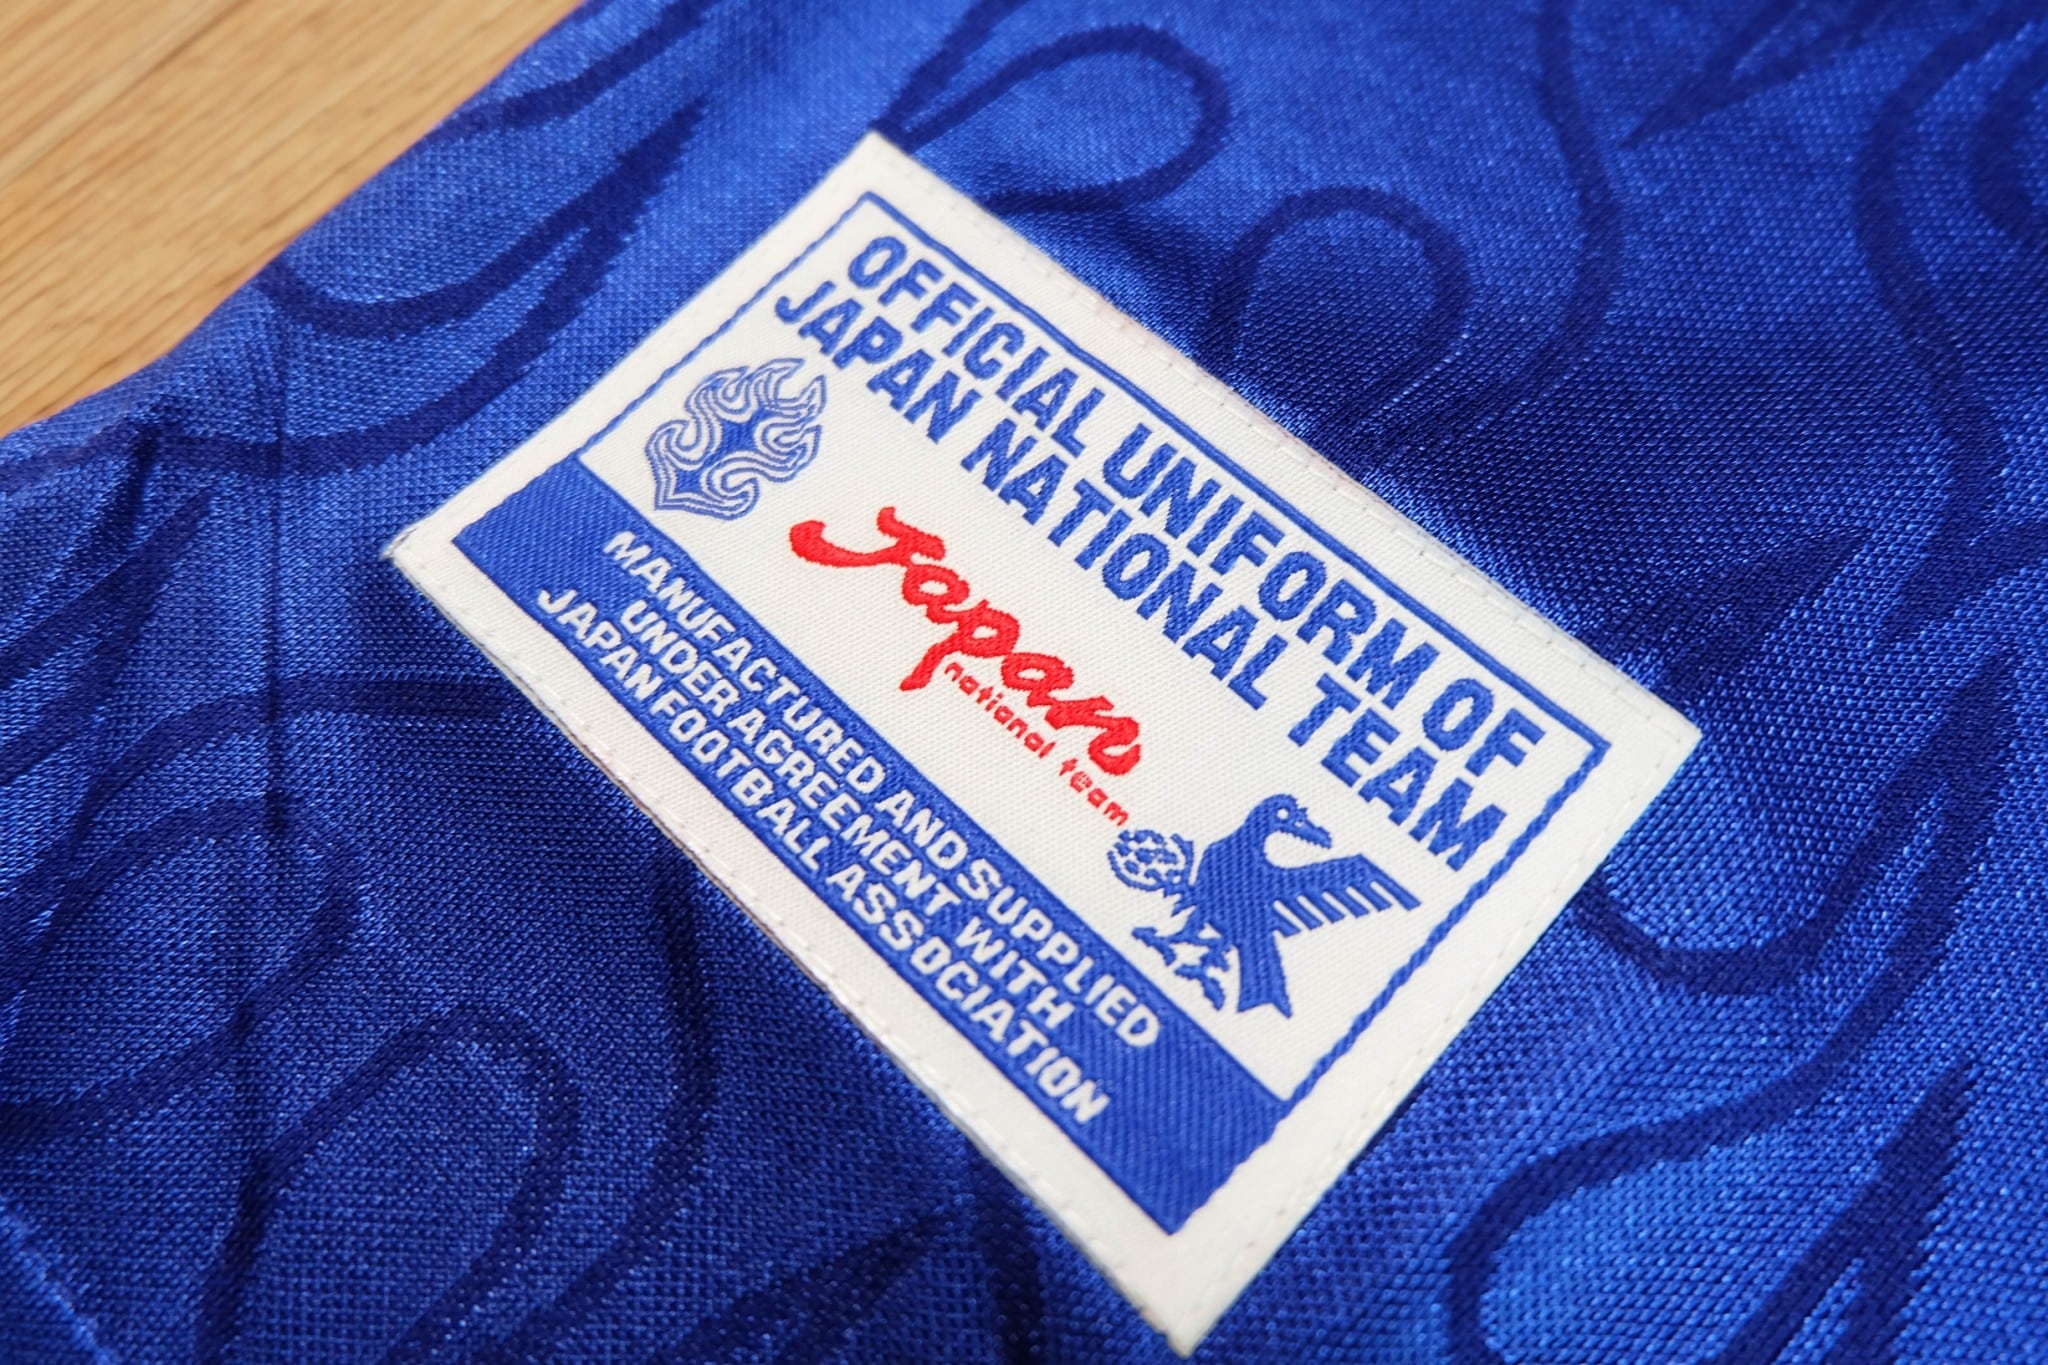 OFFICIAL UNIFORM OF
JAPAN NATIONAL TEAM
Japan
national team
MANUFACTURED AND SUPPLIED
UNDER AGREEMENT WITH
JAPAN FOOTBALL ASSOCIATION